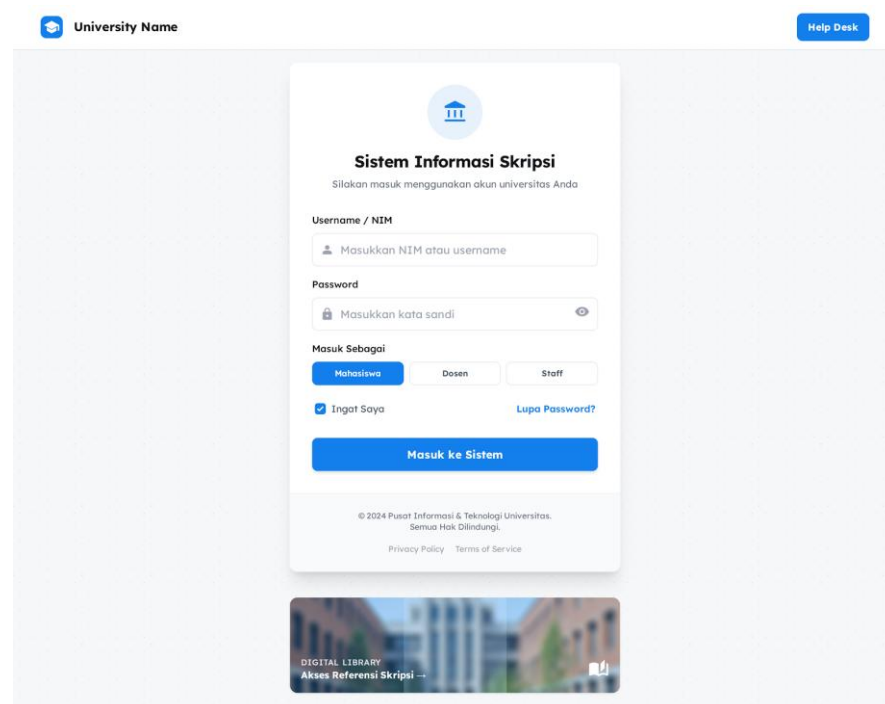 University Name
Help Desk
Sistem Informasi Skripsi
Silakan masuk menggunakan akun universitas Anda
Username / NIM
Masukkan NIM atau username
Password
Masukkan kata sandi
Masuk Sebagai
Mahasiswa Dosen Staff
Ingat Saya Lupa Password?
Masuk ke Sistem
© 2024 Pusat Informasi & Teknologi Universitas.
Semua Hak Dilindungi.
Privacy Policy Terms of Service
DIGITAL LIBRARY
Akses Referensi Skripsi →